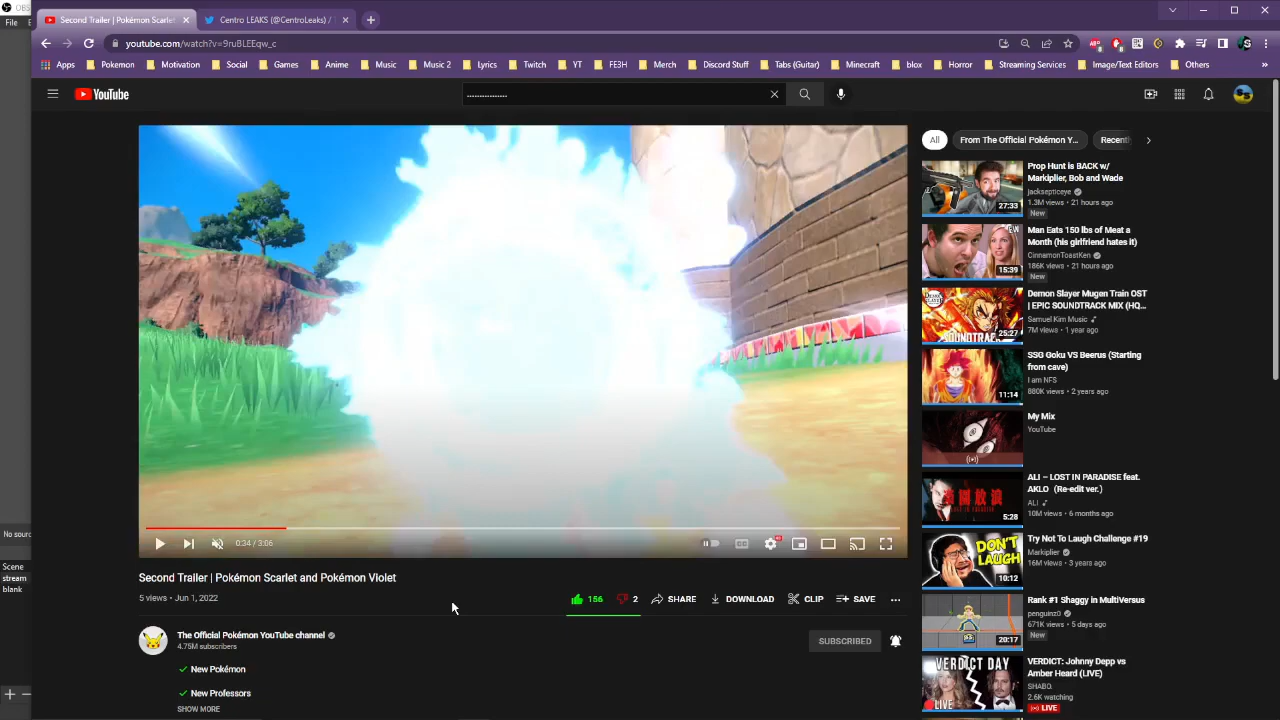 OBS
File
Second Trailer | Pokémon Scarlet
Centro LEAKS (@CentroLeaks) /
youtube.com/watch?v=9ruBLEEqw_c
Apps
Pokemon
Motivation
Social
Games
Anime
Music
Music 2
Lyrics
Twitch
YT
FE3H
Merch
Discord Stuff
Tabs (Guitar)
Minecraft
blox
Horror
Streaming Services
Image/Text Editors
Others
YouTube
All
From The Official Pokémon Y...
Recentl
Prop Hunt is BACK w/
Markiplier, Bob and Wade
jacksepticeye
1.3M views • 21 hours ago
New
27:33
Man Eats 150 lbs of Meat a
Month (his girlfriend hates it)
CinnamonToastKen
186K views • 21 hours ago
New
15:39
Demon Slayer Mugen Train OST
| EPIC SOUNDTRACK MIX (HQ...
Samuel Kim Music
7M views • 1 year ago
25:27
SOUNDTRACK
SSG Goku VS Beerus (Starting
from cave)
I am NFS
880K views • 2 years ago
11:14
My Mix
YouTube
ALI – LOST IN PARADISE feat.
AKLO (Re-edit ver.)
ALI
10M views • 6 months ago
5:28
Try Not To Laugh Challenge #19
Markiplier
16M views • 3 years ago
DON'T
LAUGH
10:12
Rank #1 Shaggy in MultiVersus
penguinz0
671K views • 5 days ago
New
20:17
VERDICT: Johnny Depp vs
Amber Heard (LIVE)
SHABO.
2.6K watching
LIVE
VERDICT DAY
LIVE
0:34 / 3:06
Second Trailer | Pokémon Scarlet and Pokémon Violet
5 views • Jun 1, 2022
156
2
SHARE
DOWNLOAD
CLIP
SAVE
The Official Pokémon YouTube channel
4.75M subscribers
SUBSCRIBED
New Pokémon
New Professors
SHOW MORE
No sourc
Scene
stream
blank